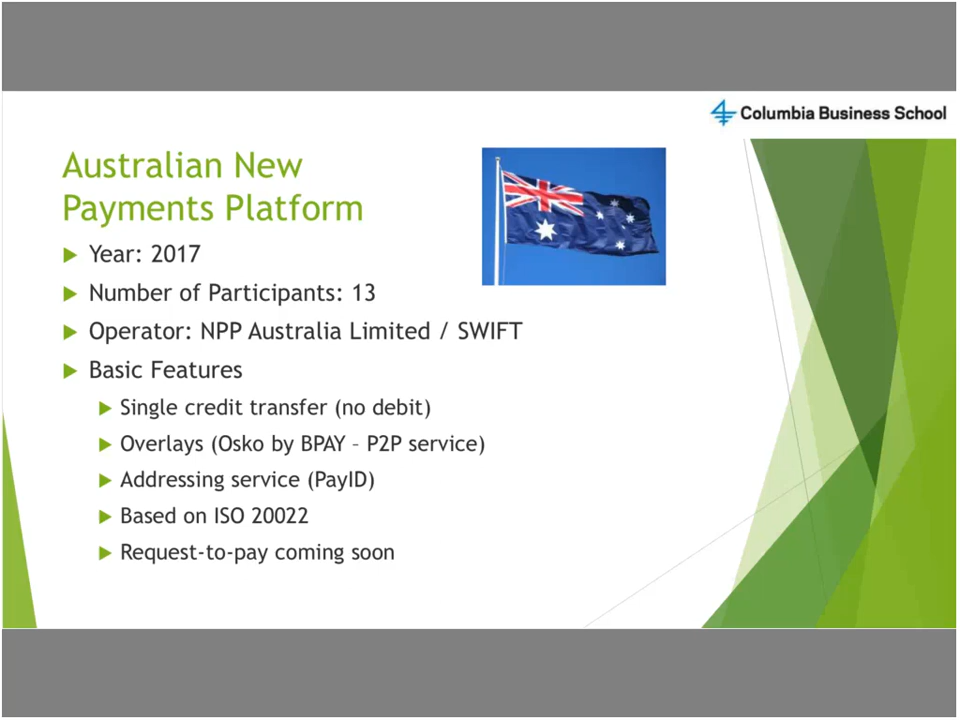 Columbia Business School
Australian New
Payments Platform
Year: 2017
Number of Participants: 13
Operator: NPP Australia Limited / SWIFT
Basic Features
Single credit transfer (no debit)
Overlays (Osko by BPAY – P2P service)
Addressing service (PayID)
Based on ISO 20022
Request-to-pay coming soon